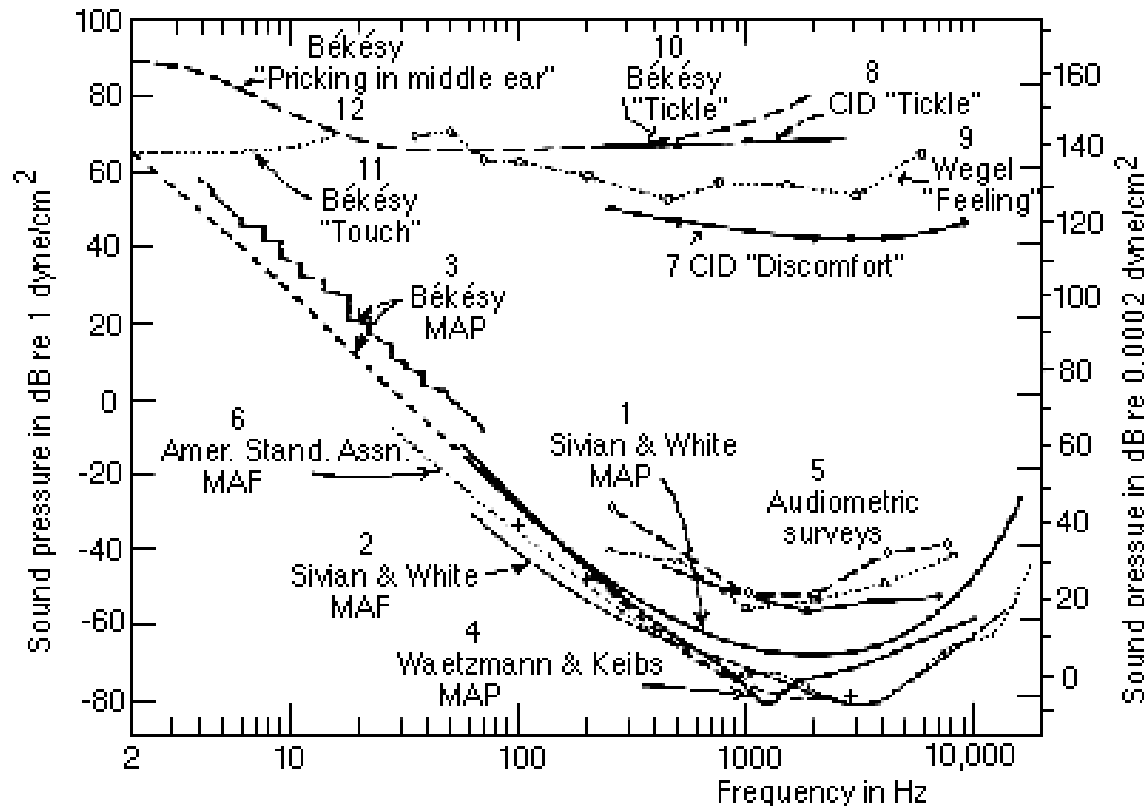 100
80
60
40
20
0
-20
-40
-60
-80
Sound pressure in dB re 1 dyne/cm2
Békésy
"Pricking in middle ear"
12
11
Békésy
"Touch"
10
Békésy
"Tickle"
8
CID "Tickle"
9
Wegel
"Feeling"
7 CID "Discomfort"
3
Békésy
MAP
6
Amer. Stand. Assn.
MAF
1
Sivian & White
MAP
5
Audiometric
surveys
2
Sivian & White
MAF
4
Waetzmann & Keibs
MAP
160
140
120
100
80
60
40
20
0
Sound pressure in dB re 0.0002 dyne/cm2
2
10
100
1000
10,000
Frequency in Hz